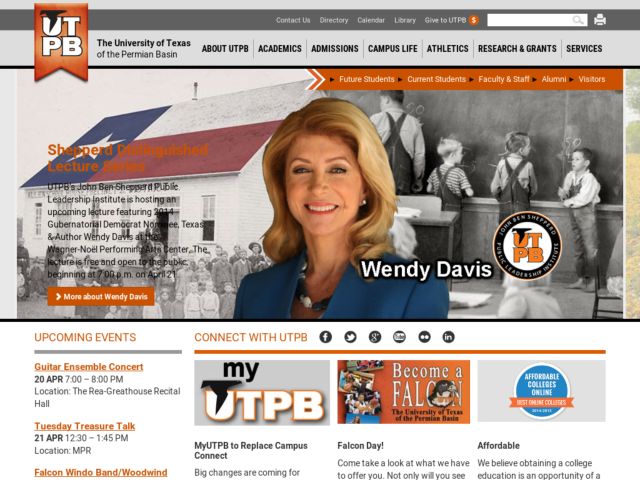 Contact Us Directory Calendar Library Give to UTPB $
UT
PB
The University of Texas
of the Permian Basin
ABOUT UTPB ACADEMICS ADMISSIONS CAMPUS LIFE ATHLETICS RESEARCH & GRANTS SERVICES
Future Students Current Students Faculty & Staff Alumni Visitors
Shepperd Distinguished
Lecture Series
UTPB's John Ben Shepperd Public
Leadership Institute is hosting an
upcoming lecture featuring 2014
Gubernatorial Democrat Nominee, Texas
& Author Wendy Davis at the
Wagner Noël Performing Arts Center. The
lecture is free and open to the public,
beginning at 7:00 p.m. on April 21.
More about Wendy Davis
Wendy Davis
JOHN BEN SHEPPERD
UT
PB
PUBLIC LEADERSHIP INSTITUTE
UPCOMING EVENTS
Guitar Ensemble Concert
20 APR 7:00 – 8:00 PM
Location: The Rea-Greathouse Recital
Hall
Tuesday Treasure Talk
21 APR 12:30 – 1:45 PM
Location: MPR
Falcon Windo Band/Woodwind
CONNECT WITH UTPB
my
UTPB
MyUTPB to Replace Campus
Connect
Big changes are coming for
Become a
FALCON
The University of Texas
of the Permian Basin
Falcon Day!
Come take a look at what we have
to offer you. Not only will you see
AFFORDABLE
COLLEGES
ONLINE
BEST ONLINE COLLEGES
2014-2015
Affordable
We believe obtaining a college
education is an opportunity of a